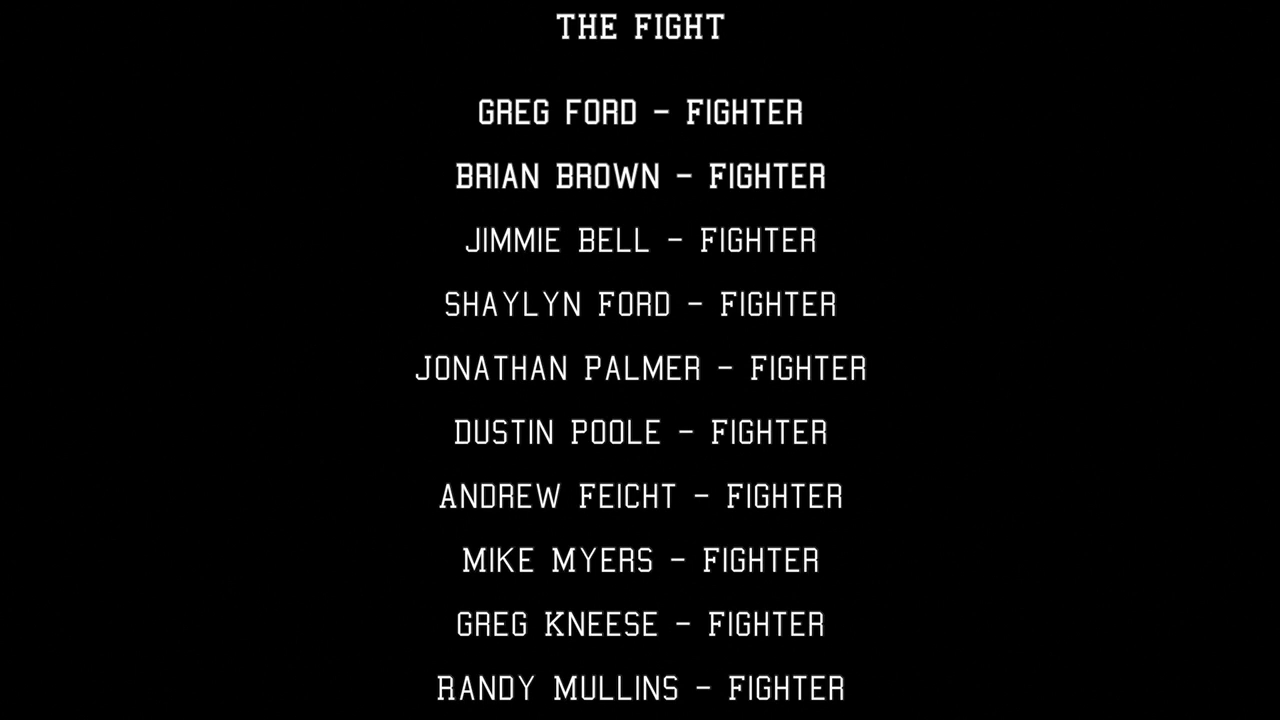 THE FIGHT
GREG FORD - FIGHTER
BRIAN BROWN - FIGHTER
JIMMIE BELL - FIGHTER
SHAYLYN FORD - FIGHTER
JONATHAN PALMER - FIGHTER
DUSTIN POOLE - FIGHTER
ANDREW FEICHT - FIGHTER
MIKE MYERS - FIGHTER
GREG KNEESE - FIGHTER
RANDY MULLINS - FIGHTER